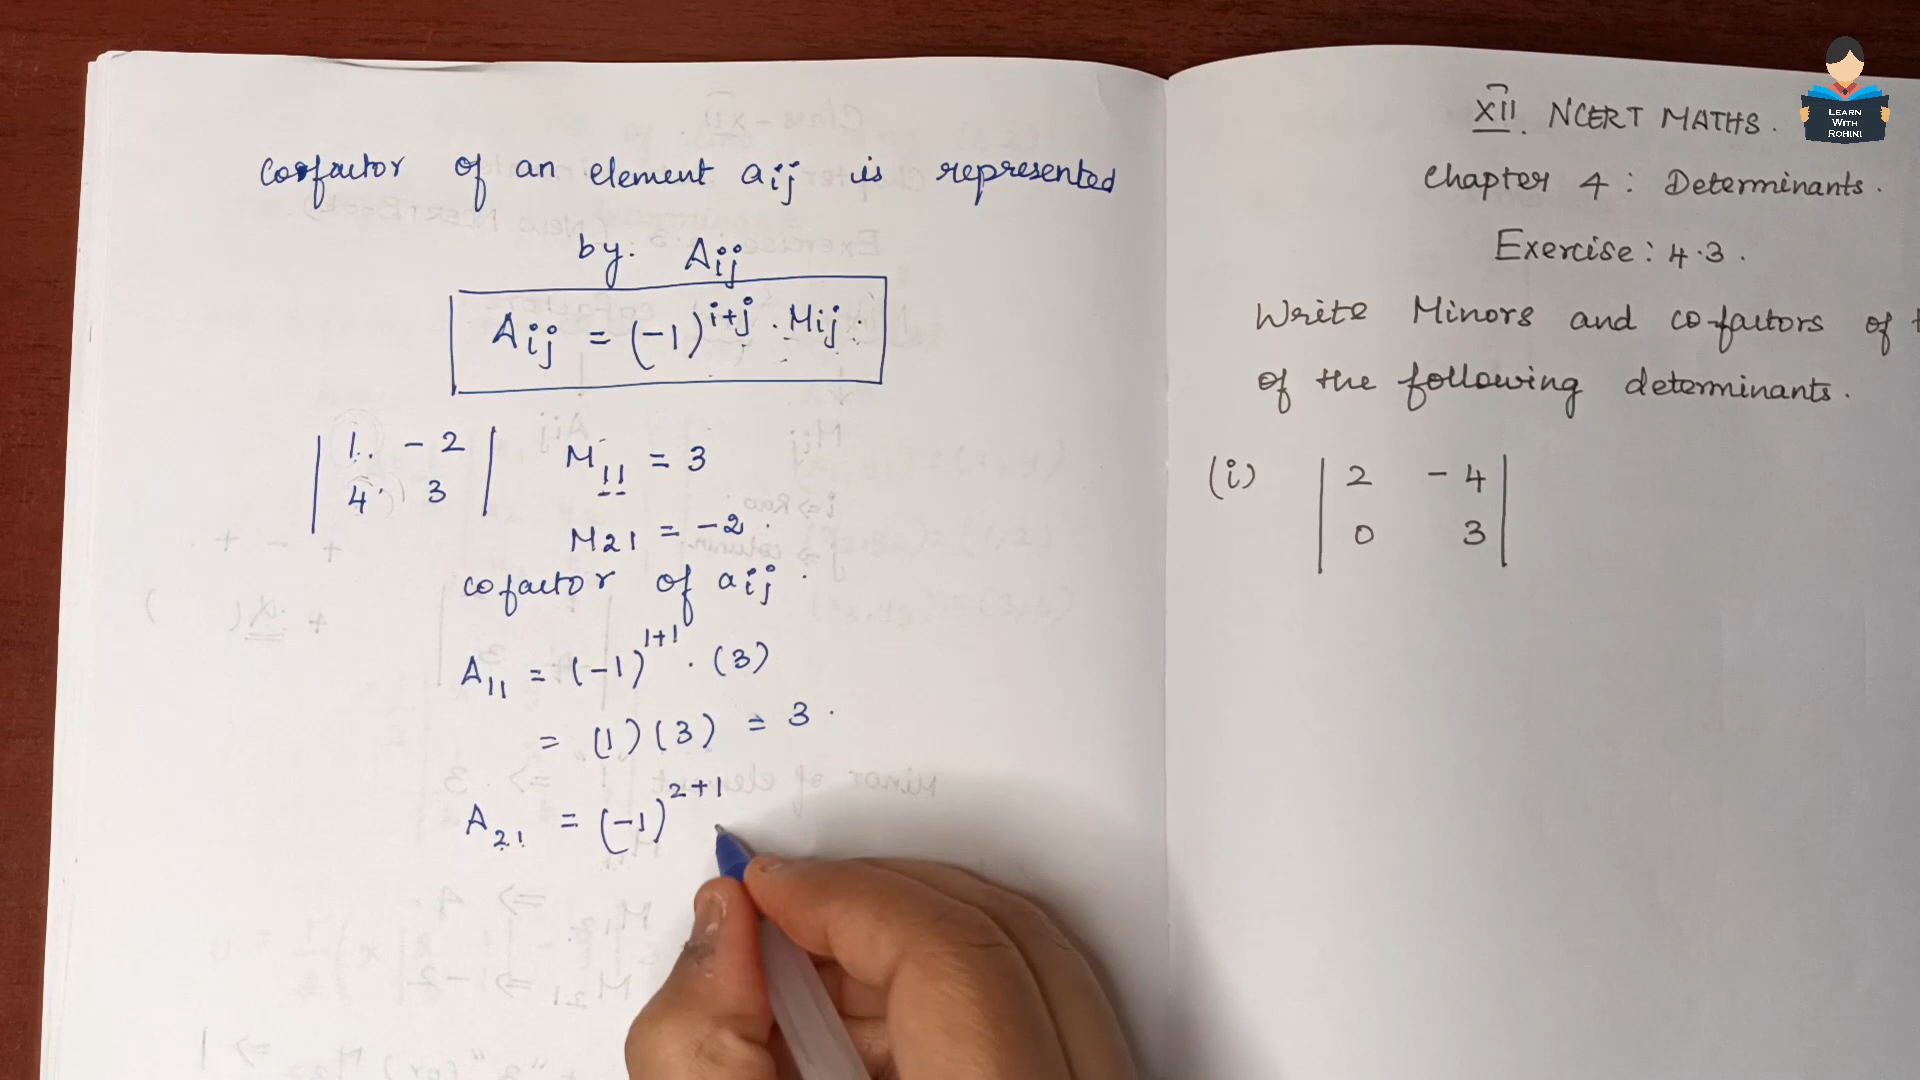 cofactor of an element aij is represented
by. Aij
Aij = (-1)^i+j . Mij.
| 1. -2 |
| 4 3 |
M11 = 3
M21 = -2.
cofactor of aij.
A11 = (-1)^1+1 . (3)
= (1)(3) = 3.
A21 = (-1)^2+1
XII. NCERT MATHS.
Chapter 4 : Determinants.
Exercise: 4.3.
Write Minors and cofactors of
of the following determinants.
(i) | 2 -4 |
| 0 3 |
LEARN
WITH
ROHINI